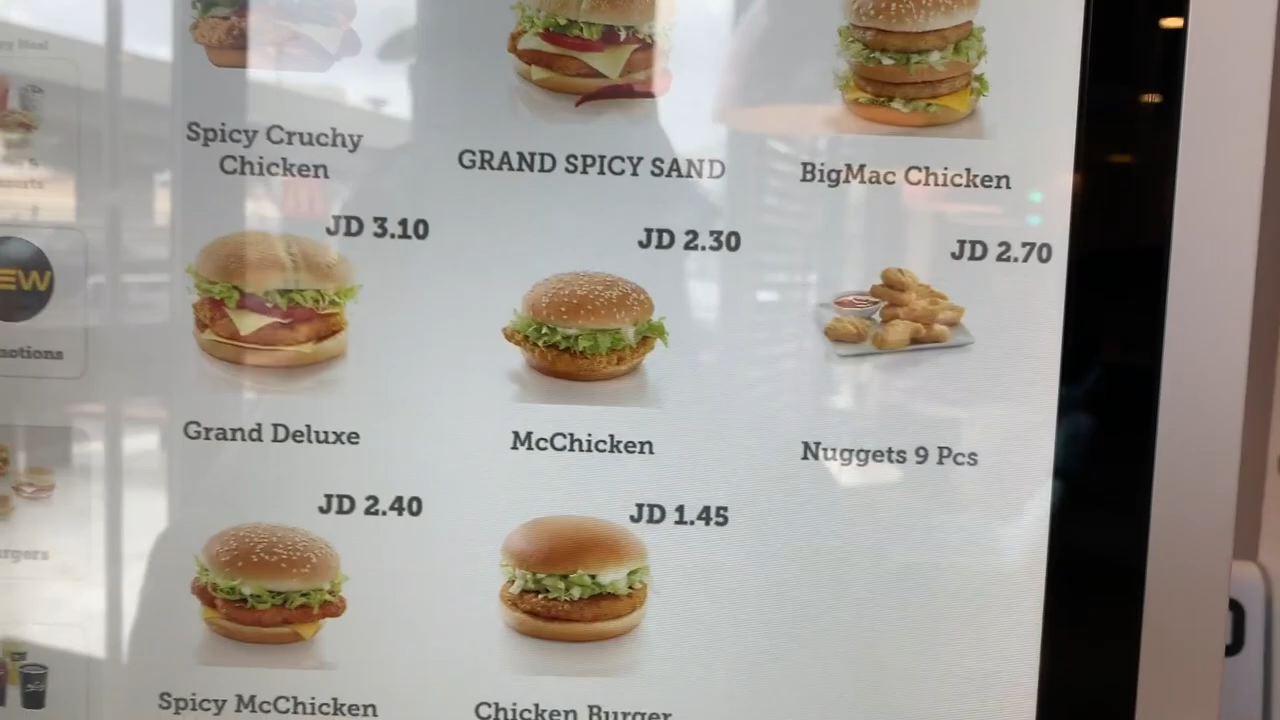 Spicy Cruchy
Chicken
GRAND SPICY SAND
BigMac Chicken
JD 3.10
JD 2.30
JD 2.70
Grand Deluxe
McChicken
Nuggets 9 Pcs
JD 2.40
JD 1.45
Spicy McChicken
Chicken Burger